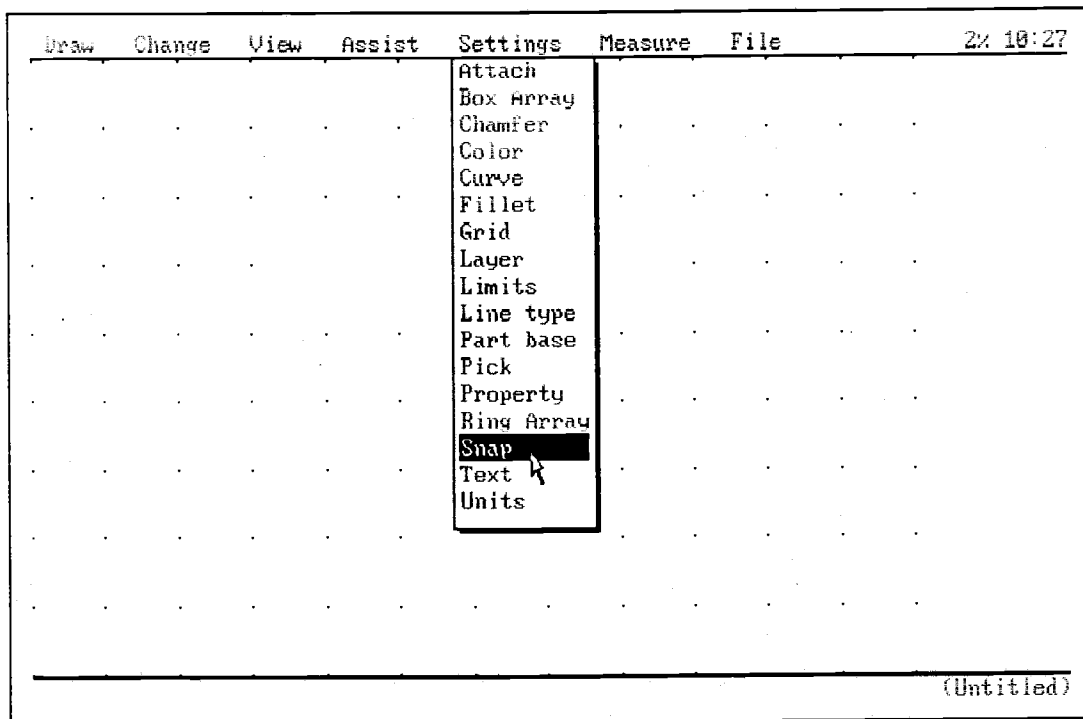 Draw Change View Assist Settings Measure File 2% 10:27
Attach
Box Array
Chamfer
Color
Curve
Fillet
Grid
Layer
Limits
Line type
Part base
Pick
Property
Ring Array
Snap
Text
Units
(Untitled)